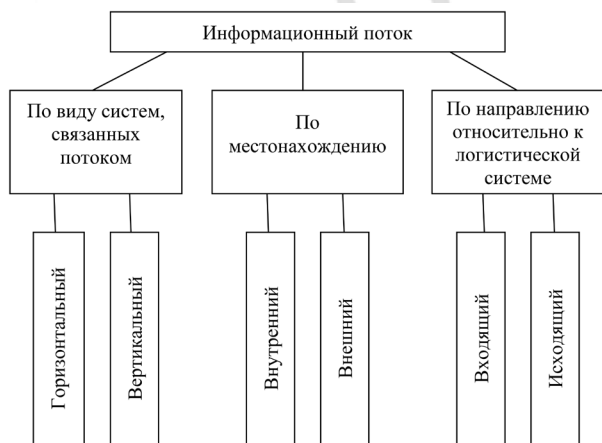 Информационный поток
По виду систем,
связанных
потоком
По
местонахождению
По направлению
относительно к
логистической
системе
Горизонтальный
Вертикальный
Внутренний
Внешний
Входящий
Исходящий